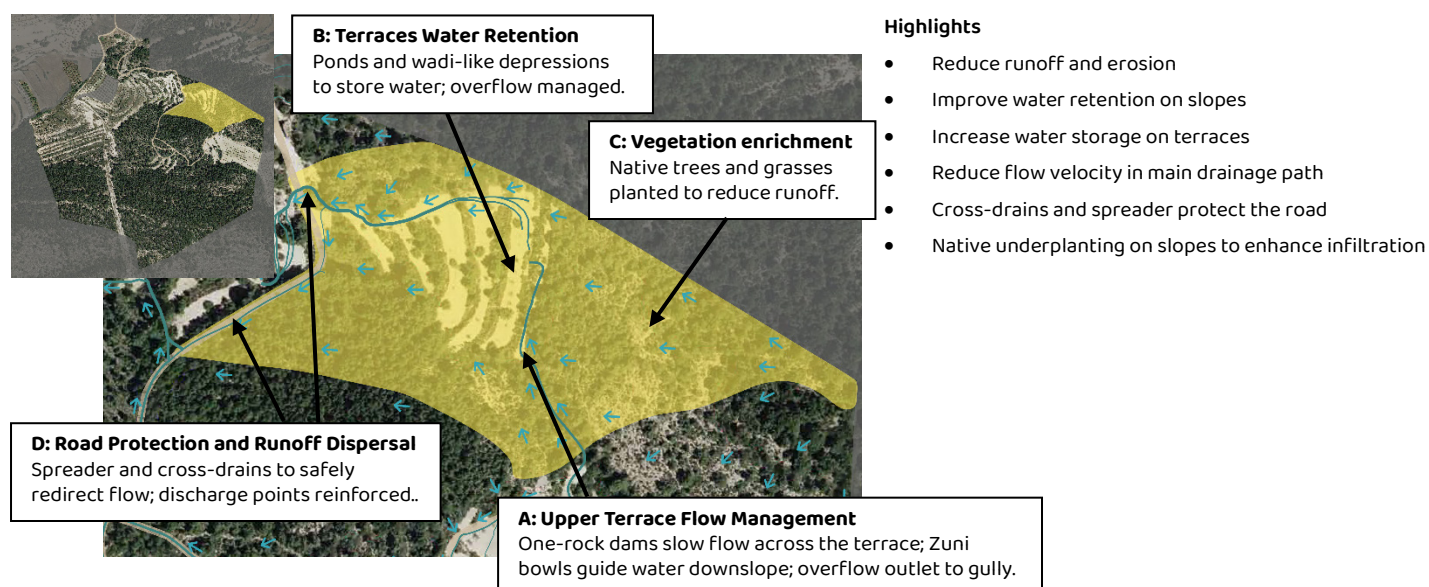 B: Terraces Water Retention
Ponds and wadi-like depressions
to store water; overflow managed.
C: Vegetation enrichment
Native trees and grasses
planted to reduce runoff.
D: Road Protection and Runoff Dispersal
Spreader and cross-drains to safely
redirect flow; discharge points reinforced..
A: Upper Terrace Flow Management
One-rock dams slow flow across the terrace; Zuni
bowls guide water downslope; overflow outlet to gully.
Highlights
• Reduce runoff and erosion
• Improve water retention on slopes
• Increase water storage on terraces
• Reduce flow velocity in main drainage path
• Cross-drains and spreader protect the road
• Native underplanting on slopes to enhance infiltration